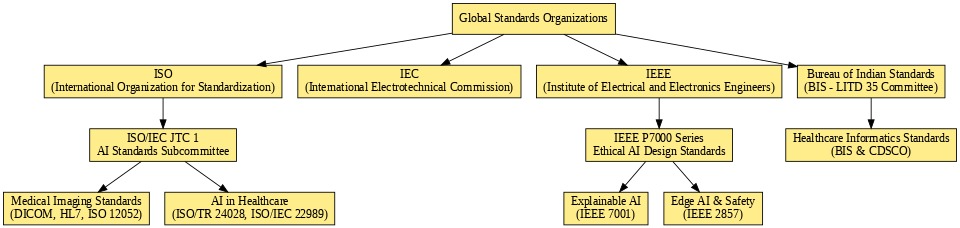 Global Standards Organizations
ISO
(International Organization for Standardization)
IEC
(International Electrotechnical Commission)
IEEE
(Institute of Electrical and Electronics Engineers)
Bureau of Indian Standards
(BIS - LITD 35 Committee)
ISO/IEC JTC 1
AI Standards Subcommittee
IEEE P7000 Series
Ethical AI Design Standards
Healthcare Informatics Standards
(BIS & CDSCO)
Medical Imaging Standards
(DICOM, HL7, ISO 12052)
AI in Healthcare
(ISO/TR 24028, ISO/IEC 22989)
Explainable AI
(IEEE 7001)
Edge AI & Safety
(IEEE 2857)